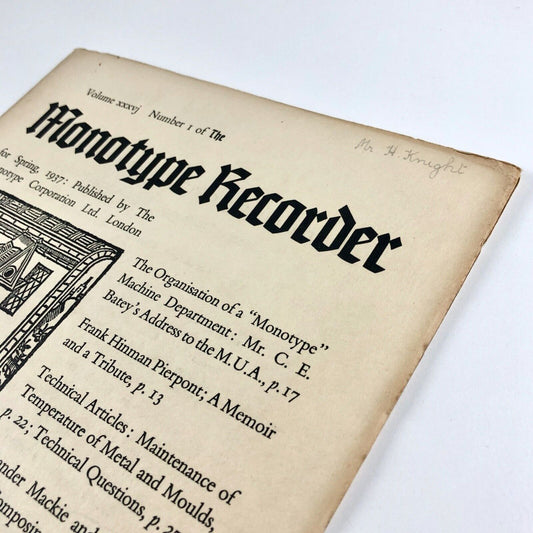 Volume xxxvj Number 1 of The
Mr H Knight
Monotype Recorder
for Spring, 1937: Published by The
Corporation Ltd. London
The Organisation of a "Monotype"
Machine Department: Mr. C. E.
Batey's Address to the M.U.A., p. 17
Frank Hinman Pierpont; A Memoir
and a Tribute, p. 13
Technical Articles: Maintenance of
Temperature of Metal and Moulds,
p. 22; Technical Questions, p.
Mackie and